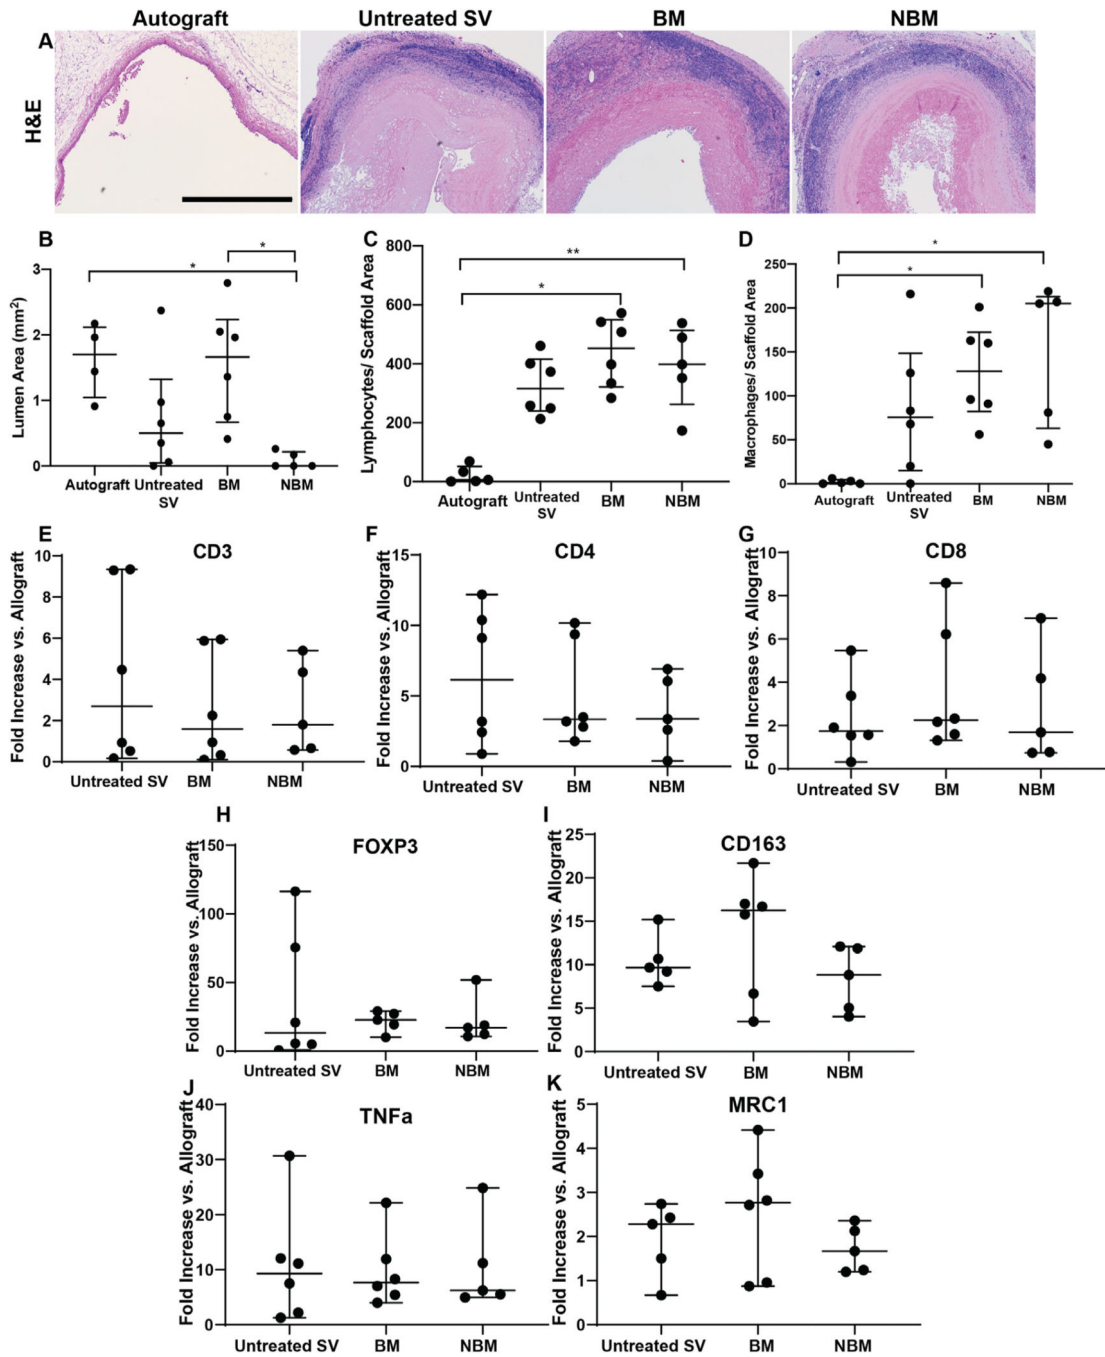 Autograft Untreated SV BM NBM
A
H&E
B
*
*
Lumen Area (mm²)
3
2
1
0
Autograft Untreated SV BM NBM
C
**
*
Lymphocytes/ Scaffold Area
800
600
400
200
0
Autograft Untreated SV BM NBM
D
*
*
Macrophages/ Scaffold Area
250
200
150
100
50
0
Autograft Untreated SV BM NBM
E
CD3
Fold Increase vs. Allograft
10
8
6
4
2
0
Untreated SV BM NBM
F
CD4
Fold Increase vs. Allograft
15
10
5
0
Untreated SV BM NBM
G
CD8
Fold Increase vs. Allograft
10
8
6
4
2
0
Untreated SV BM NBM
H
FOXP3
Fold Increase vs. Allograft
150
100
50
0
Untreated SV BM NBM
I
CD163
Fold Increase vs. Allograft
25
20
15
10
5
0
Untreated SV BM NBM
J
TNFa
Fold Increase vs. Allograft
40
30
20
10
0
Untreated SV BM NBM
K
MRC1
Fold Increase vs. Allograft
5
4
3
2
1
0
Untreated SV BM NBM